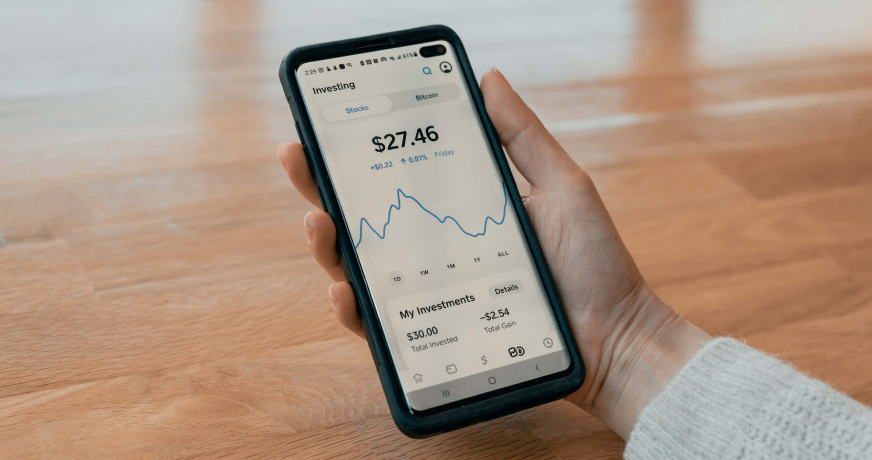 2:29 61%
Investing
Stocks Bitcoin
$27.46
+$0.22 ↑ 0.81% Friday
1D 1W 1M 1Y ALL
My Investments Details
$30.00 –$2.54
Total Invested Total Gain
$